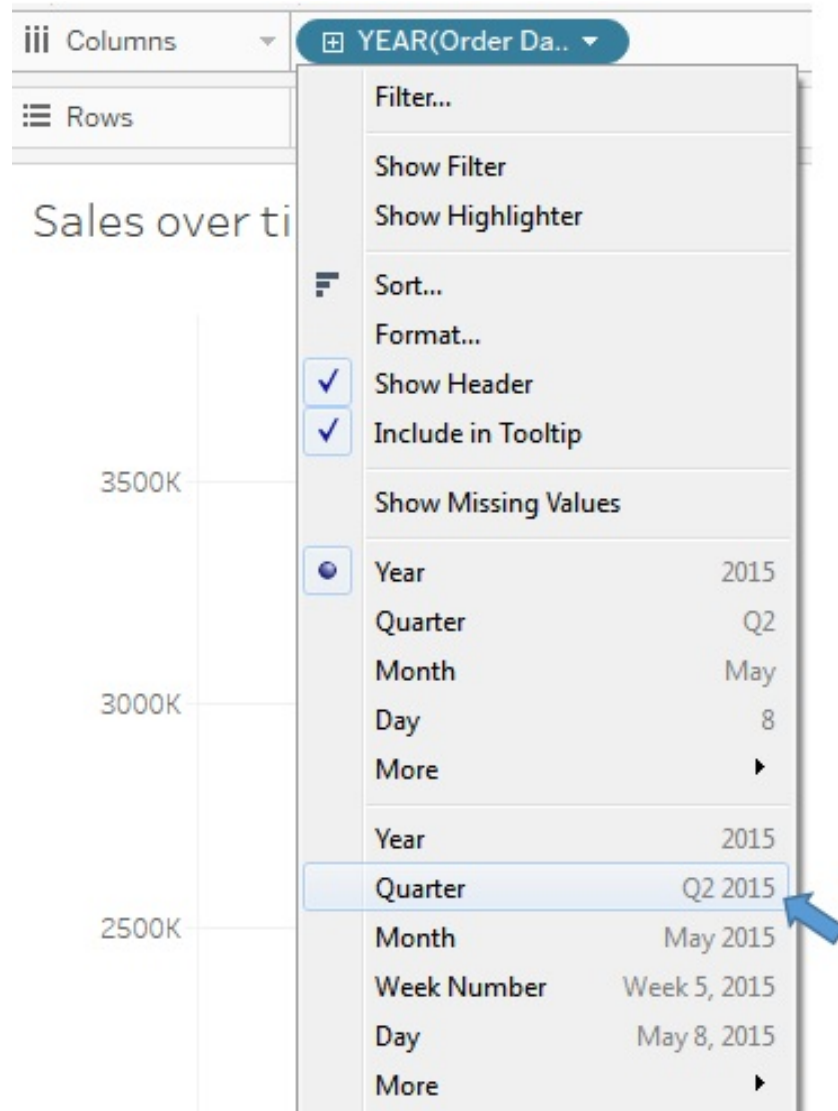 Columns
YEAR(Order Da..
Rows
Sales over ti
3500K
3000K
2500K
Filter...
Show Filter
Show Highlighter
Sort...
Format...
Show Header
Include in Tooltip
Show Missing Values
Year 2015
Quarter Q2
Month May
Day 8
More
Year 2015
Quarter Q2 2015
Month May 2015
Week Number Week 5, 2015
Day May 8, 2015
More